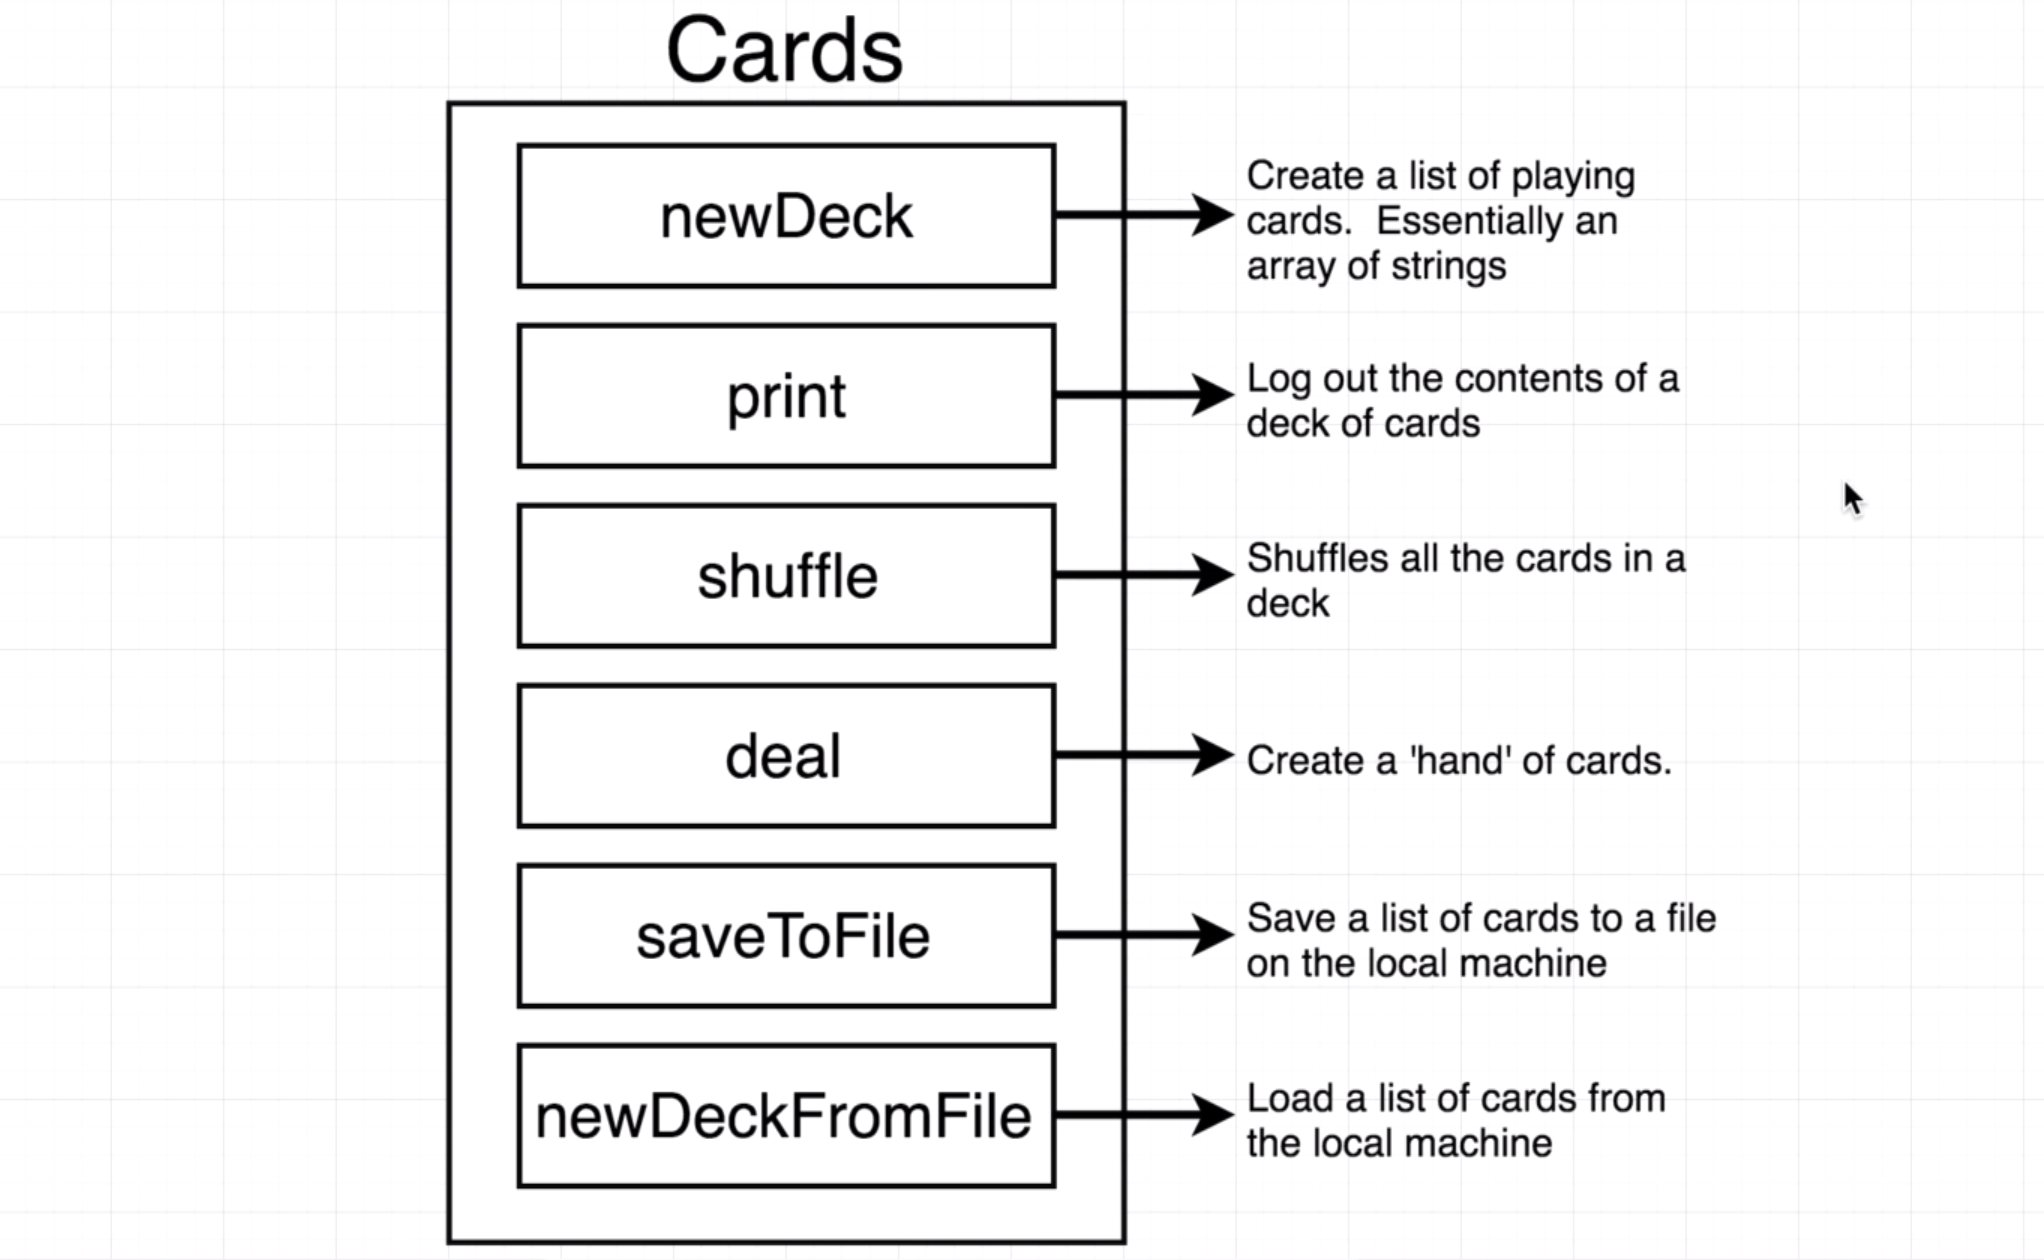 Cards
newDeck
Create a list of playing
cards.  Essentially an
array of strings
print
Log out the contents of a
deck of cards
shuffle
Shuffles all the cards in a
deck
deal
Create a 'hand' of cards.
saveToFile
Save a list of cards to a file
on the local machine
newDeckFromFile
Load a list of cards from
the local machine